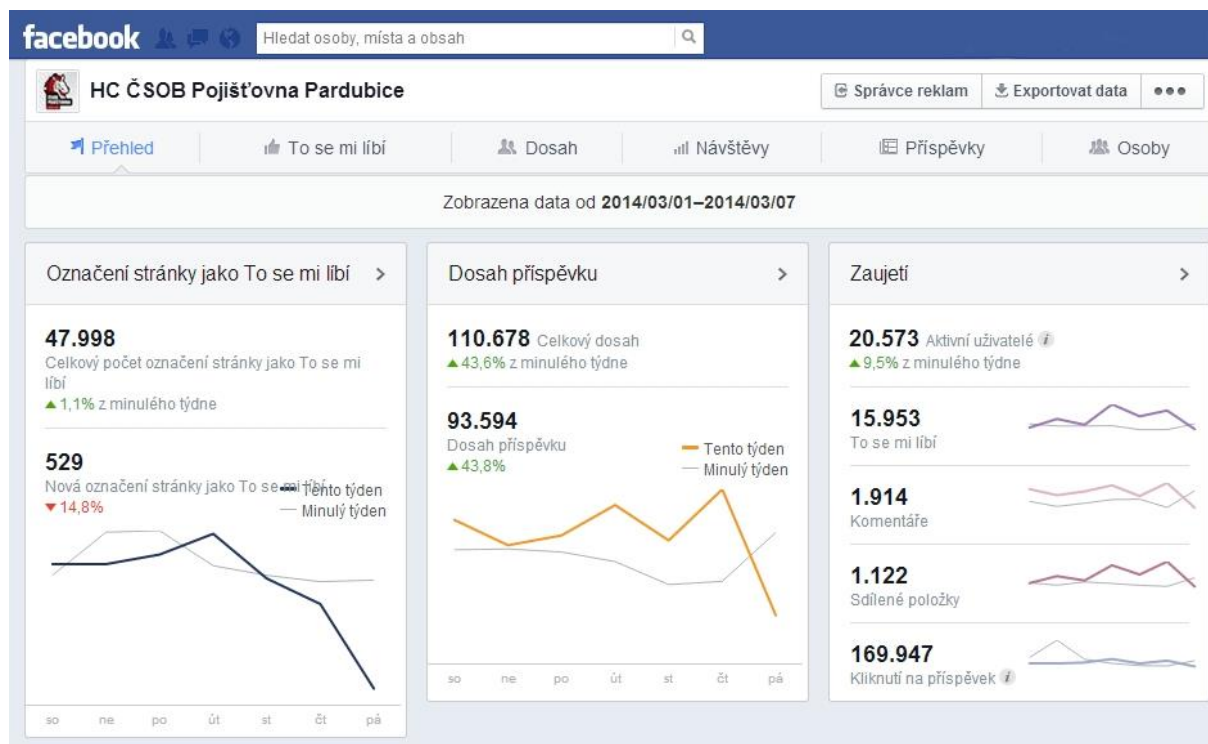 facebook
Hledat osoby, místa a obsah
HC ČSOB Pojišťovna Pardubice
Správce reklam
Exportovat data
Přehled
To se mi líbí
Dosah
Návštěvy
Příspěvky
Osoby
Zobrazena data od 2014/03/01–2014/03/07
Označení stránky jako To se mi líbí
47.998
Celkový počet označení stránky jako To se mi
líbí
1,1% z minulého týdne
529
Nová označení stránky jako To se mi líbí
14,8%
Tento týden
Minulý týden
so ne po út st čt pá
Dosah příspěvku
110.678 Celkový dosah
43,6% z minulého týdne
93.594
Dosah příspěvku
43,8%
Tento týden
Minulý týden
so ne po út st čt pá
Zaujetí
20.573 Aktivní uživatelé
9,5% z minulého týdne
15.953
To se mi líbí
1.914
Komentáře
1.122
Sdílené položky
169.947
Kliknutí na příspěvek